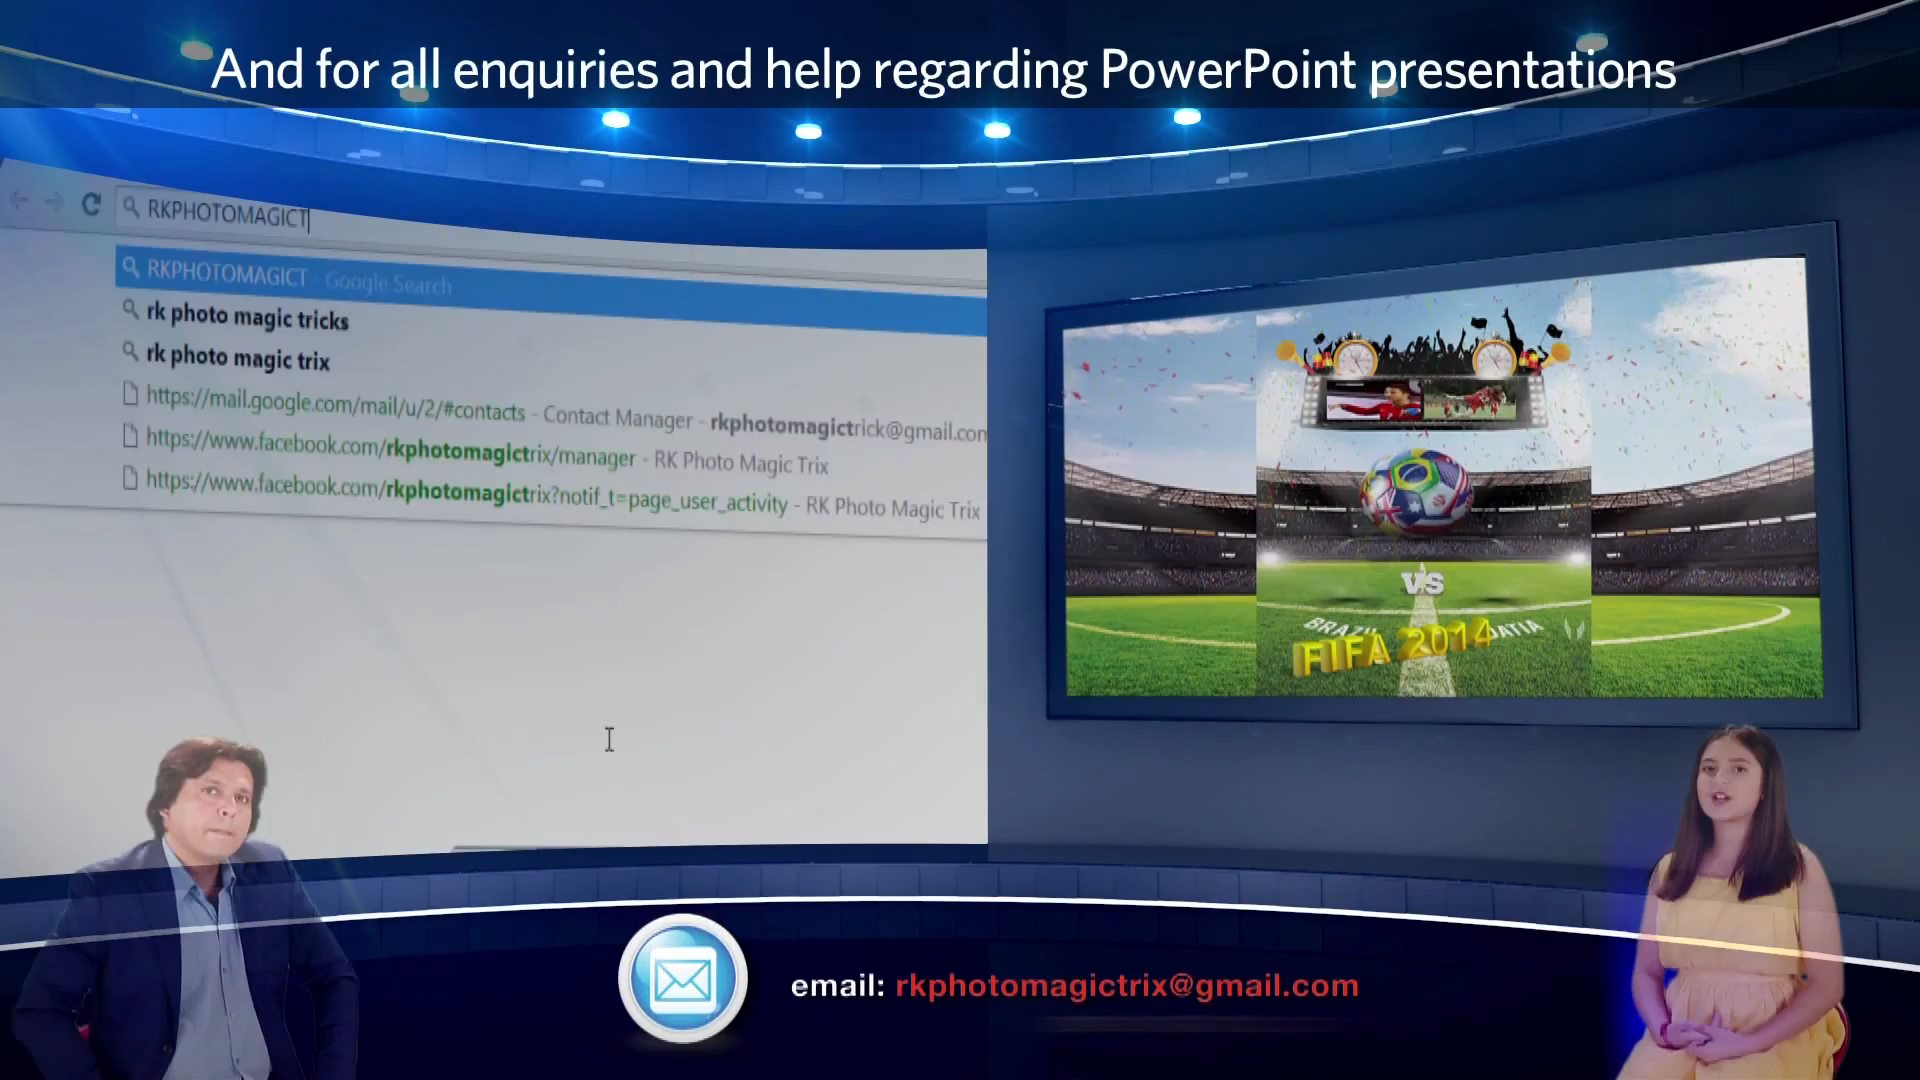 And for all enquiries and help regarding PowerPoint presentations
RKPHOTOMAGICT
RKPHOTOMAGICT - Google Search
rk photo magic tricks
rk photo magic trix
https://mail.google.com/mail/u/2/#contacts - Contact Manager - rkphotomagictrick@gmail.com
https://www.facebook.com/rkphotomagictrix/manager - RK Photo Magic Trix
https://www.facebook.com/rkphotomagictrix?notif_t=page_user_activity - RK Photo Magic Trix
VS
FIFA 2014
email: rkphotomagictrix@gmail.com